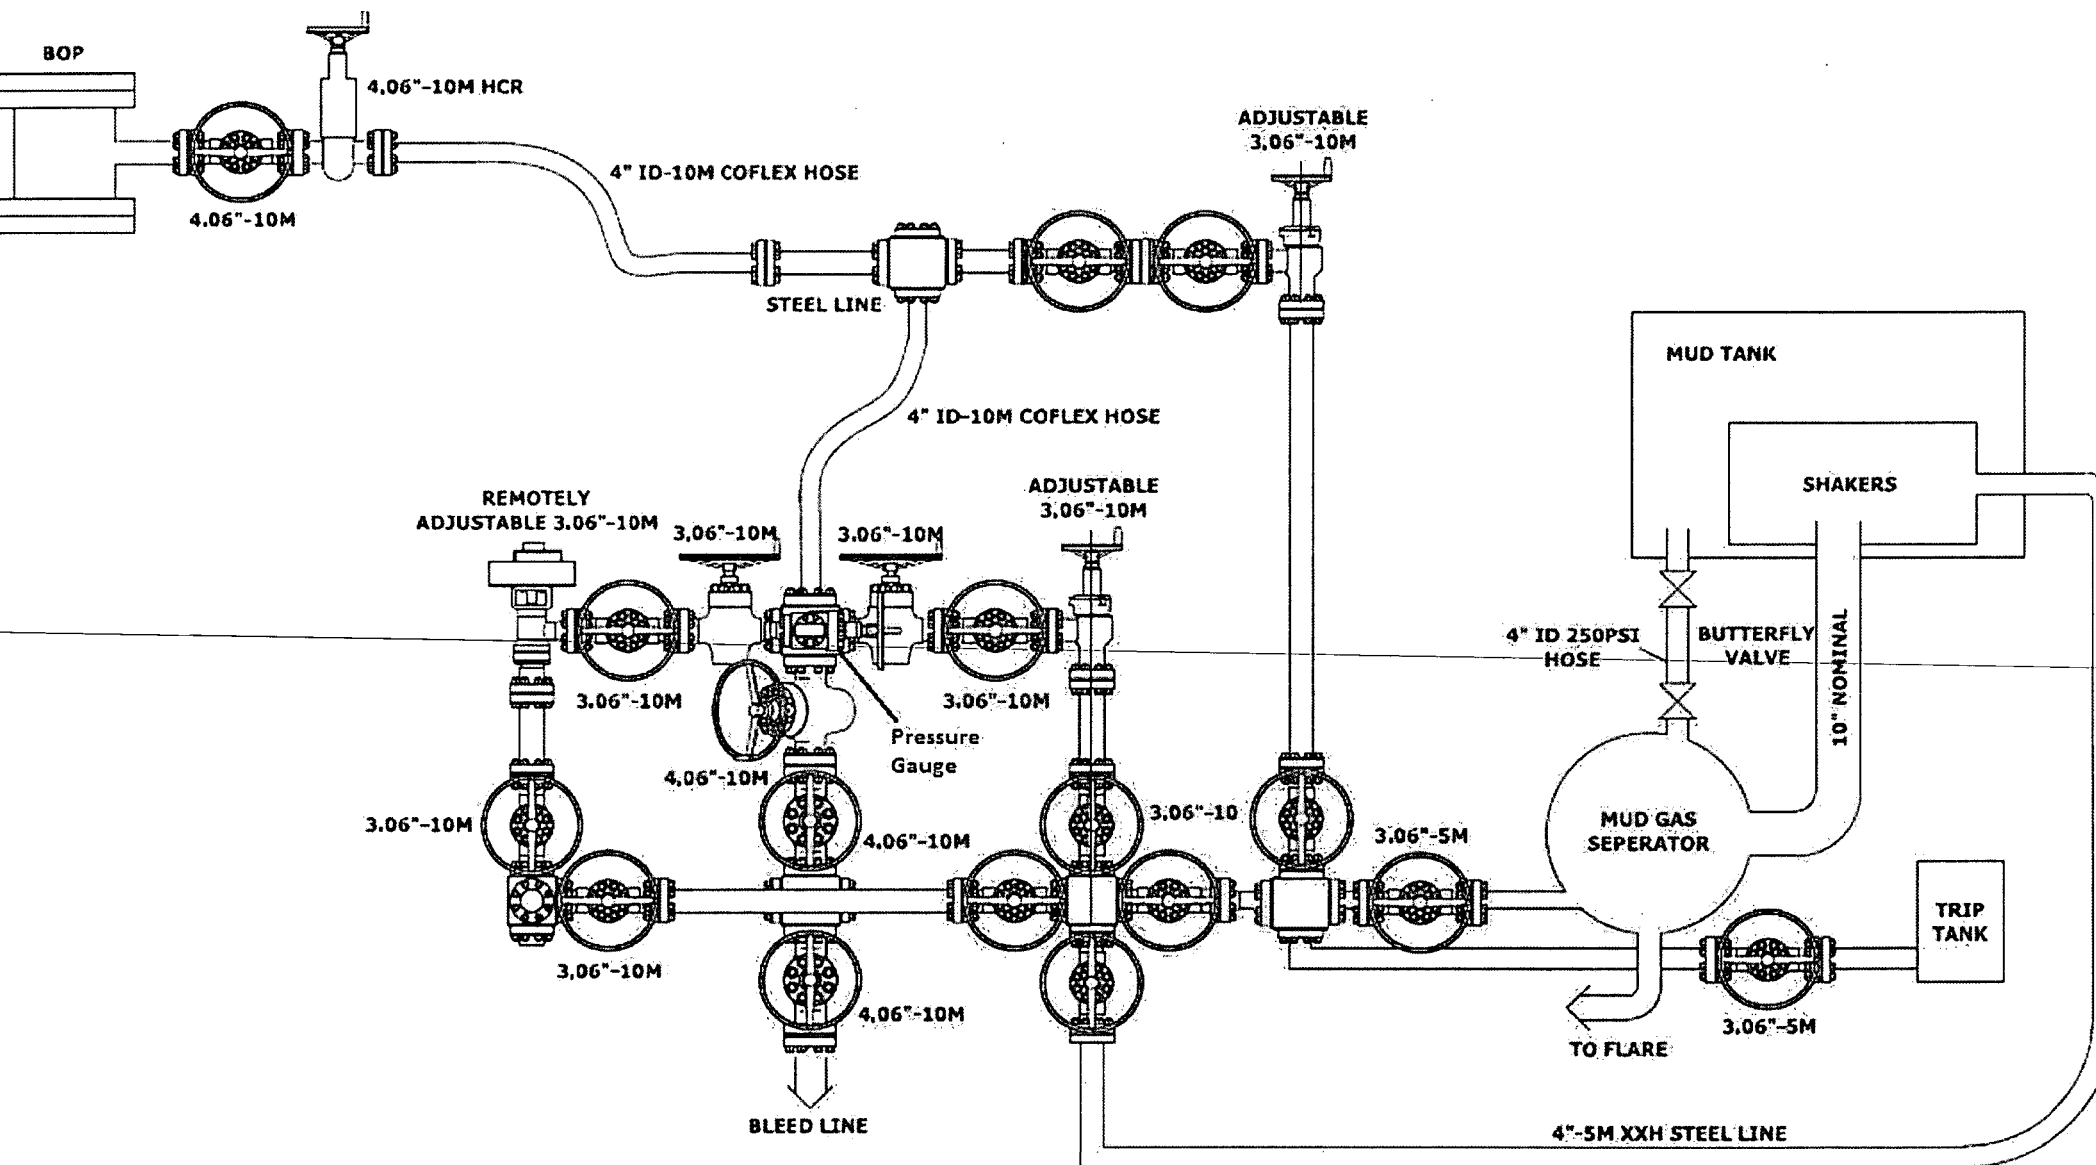 BOP
4.06"-10M HCR
4.06"-10M
4" ID-10M COFLEX HOSE
ADJUSTABLE
3.06"-10M
STEEL LINE
MUD TANK
SHAKERS
4" ID-10M COFLEX HOSE
REMOTELY
ADJUSTABLE 3.06"-10M
3.06"-10M
3.06"-10M
ADJUSTABLE
3.06"-10M
4" ID 250PSI
HOSE
BUTTERFLY
VALVE
10" NOMINAL
3.06"-10M
3.06"-10M
Pressure
Gauge
4.06"-10M
3.06"-10M
4.06"-10M
3.06"-10
3.06"-5M
MUD GAS
SEPERATOR
TRIP
TANK
3.06"-10M
4.06"-10M
3.06"-5M
TO FLARE
BLEED LINE
4"-5M XXH STEEL LINE